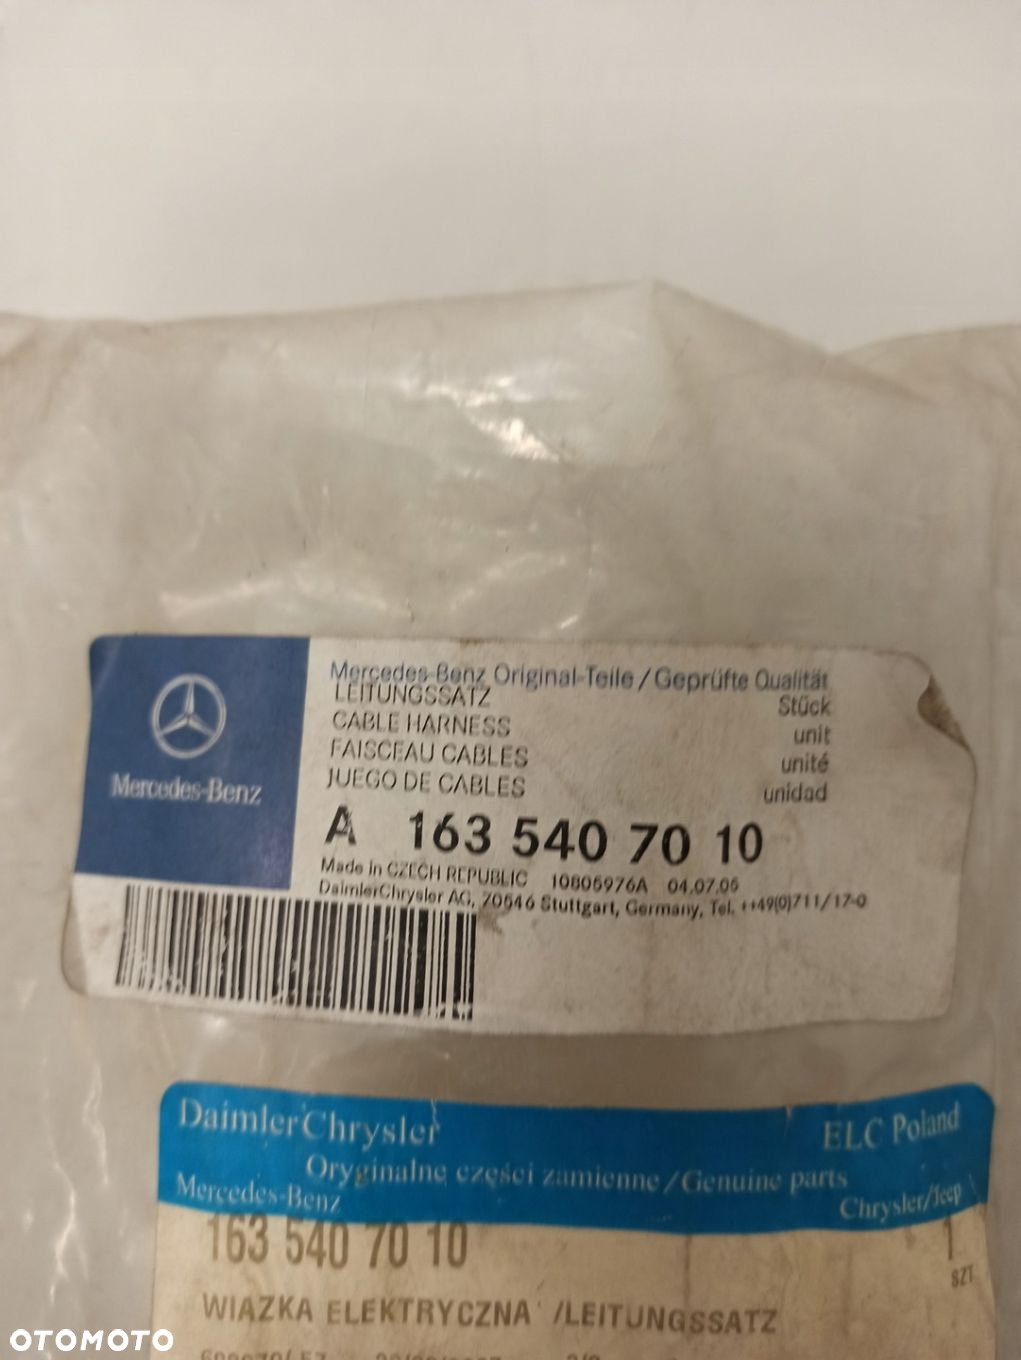 Mercedes-Benz Original-Teile / Geprüfte Qualität
LEITUNGSSATZ Stück
CABLE HARNESS unit
FAISCEAU CABLES unité
JUEGO DE CABLES unidad
Mercedes-Benz
A 163 540 70 10
Made in CZECH REPUBLIC 10805976A 04.07.05
DaimlerChrysler AG, 70546 Stuttgart, Germany, Tel. ++49(0)711/17-0
DaimlerChrysler ELC Poland
Oryginalne części zamienne/Genuine parts
Mercedes-Benz Chrysler/Jeep
163 540 70 10 1
SZT
WIAZKA ELEKTRYCZNA /LEITUNGSSATZ
OTOMOTO